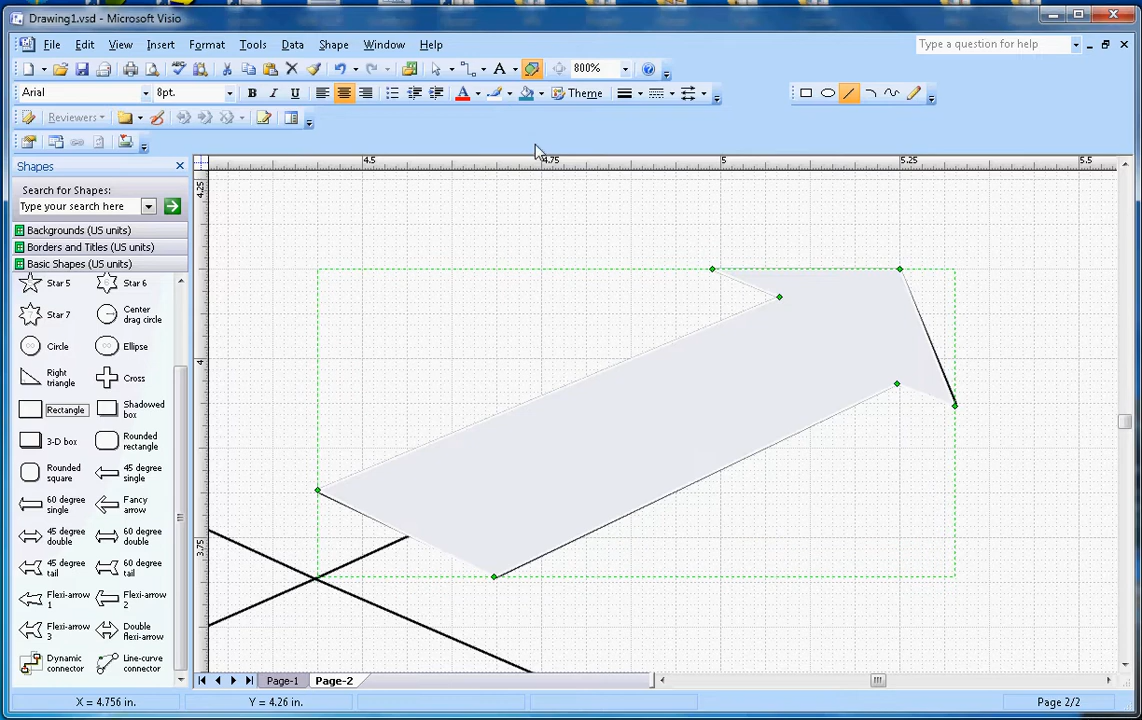 Drawing1.vsd - Microsoft Visio
File Edit View Insert Format Tools Data Shape Window Help
Type a question for help
800%
Arial 8pt. B I U A Theme
Reviewers
Shapes
4.5 4.75 5 5.25 5.5
4.25
4
3.75
Search for Shapes:
Type your search here
Backgrounds (US units)
Borders and Titles (US units)
Basic Shapes (US units)
Star 5 Star 6
Star 7 Center drag circle
Circle Ellipse
Right triangle Cross
Rectangle Shadowed box
3-D box Rounded rectangle
Rounded square 45 degree single
60 degree single Fancy arrow
45 degree double 60 degree double
45 degree tail 60 degree tail
Flexi-arrow 1 Flexi-arrow 2
Flexi-arrow 3 Double flexi-arrow
Dynamic connector Line-curve connector
Page-1 Page-2
X = 4.756 in. Y = 4.26 in. Page 2/2